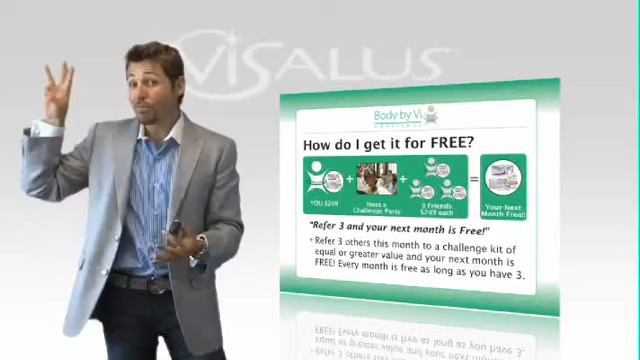 ViSALUS
Body by Vi
CHALLENGE
How do I get it for FREE?
YOU $249
+
Host a
Challenge Party
+
3 Friends
$249 each
=
Your Next
Month Free!!
"Refer 3 and your next month is Free!"
Refer 3 others this month to a challenge kit of
equal or greater value and your next month is
FREE! Every month is free as long as you have 3.